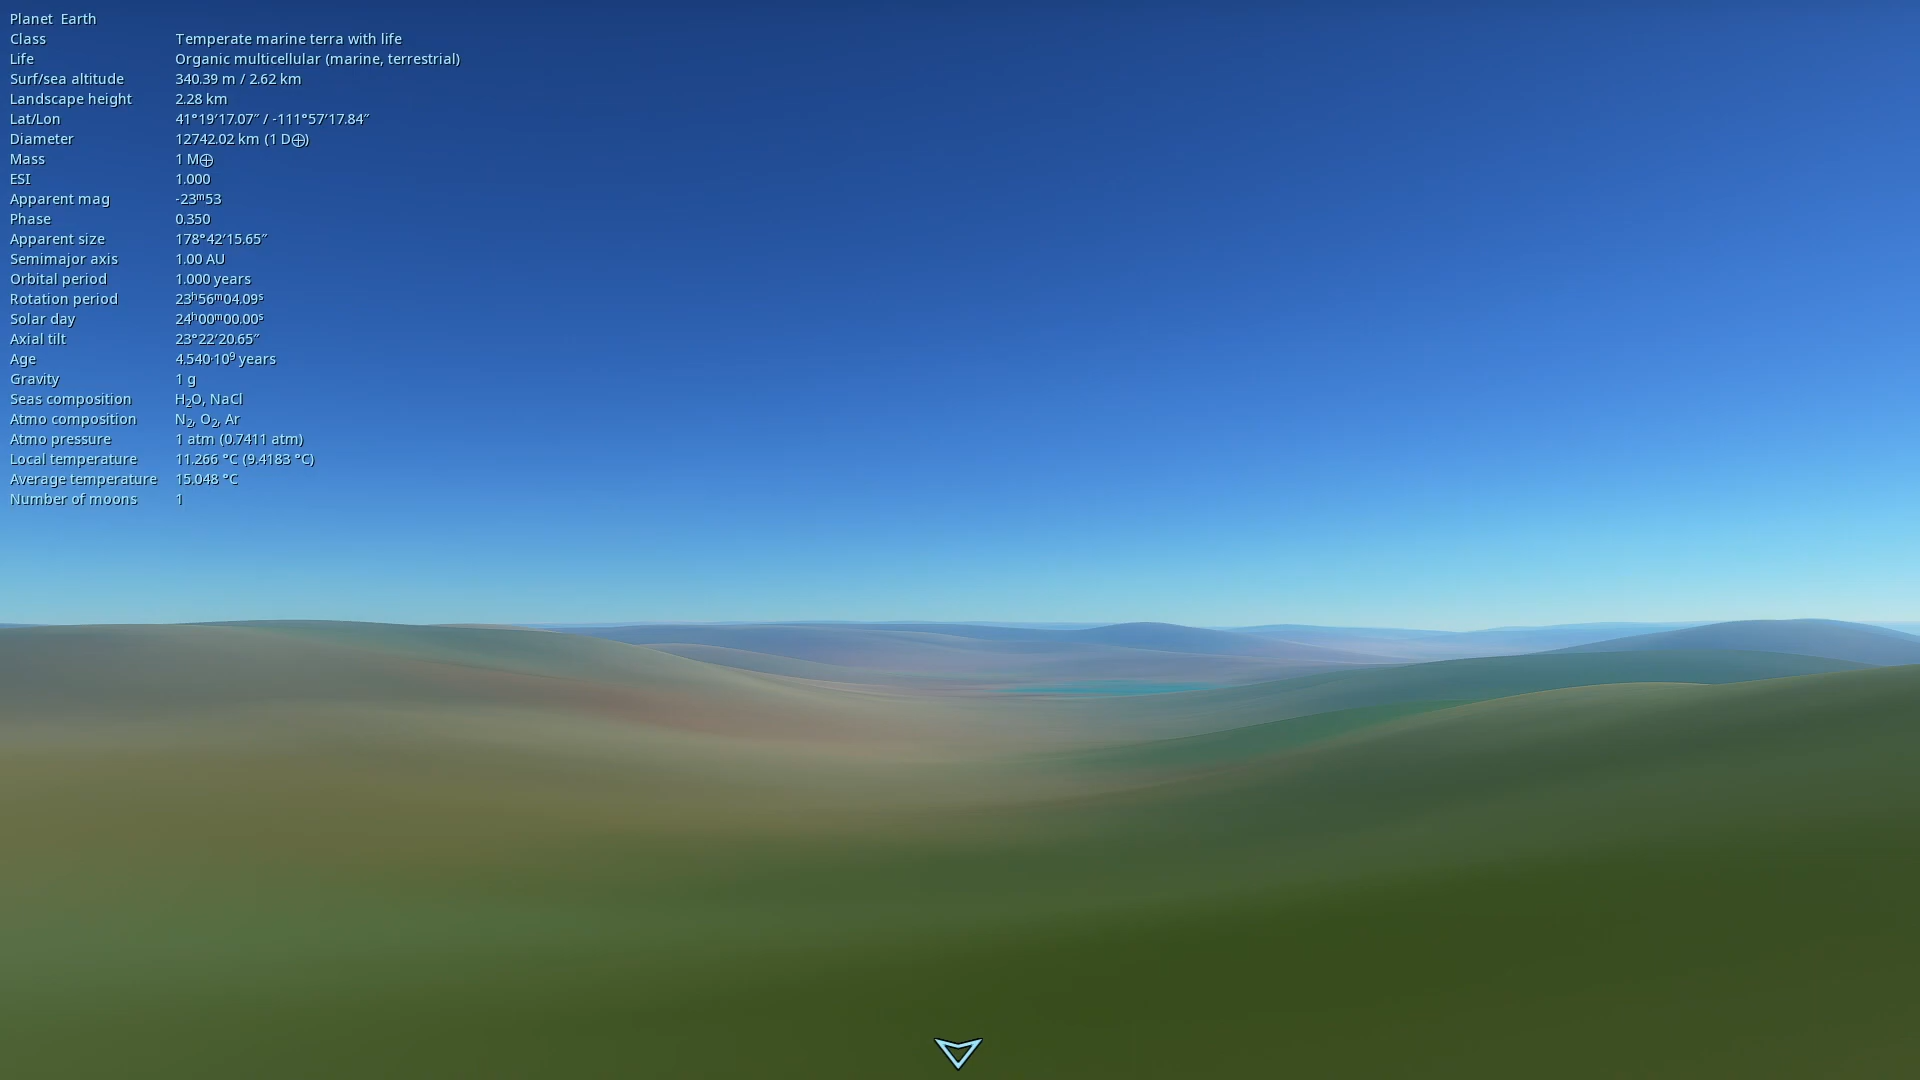 Planet Earth
Class Temperate marine terra with life
Life Organic multicellular (marine, terrestrial)
Surf/sea altitude 340.39 m / 2.62 km
Landscape height 2.28 km
Lat/Lon 41°19′17.07″ / -111°57′17.84″
Diameter 12742.02 km (1 D⊕)
Mass 1 M⊕
ESI 1.000
Apparent mag -23ᵐ53
Phase 0.350
Apparent size 178°42′15.65″
Semimajor axis 1.00 AU
Orbital period 1.000 years
Rotation period 23ʰ56ᵐ04.09ˢ
Solar day 24ʰ00ᵐ00.00ˢ
Axial tilt 23°22′20.65″
Age 4.540·10⁹ years
Gravity 1 g
Seas composition H₂O, NaCl
Atmo composition N₂, O₂, Ar
Atmo pressure 1 atm (0.7411 atm)
Local temperature 11.266 °C (9.4183 °C)
Average temperature 15.048 °C
Number of moons 1